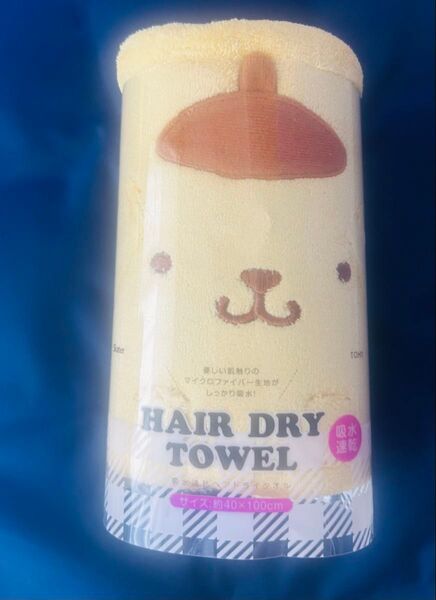 優しい肌触りの
マイクロファイバー生地が
しっかり吸水!
HAIR DRY
TOWEL
吸水
速乾
サイズ:約40×100cm